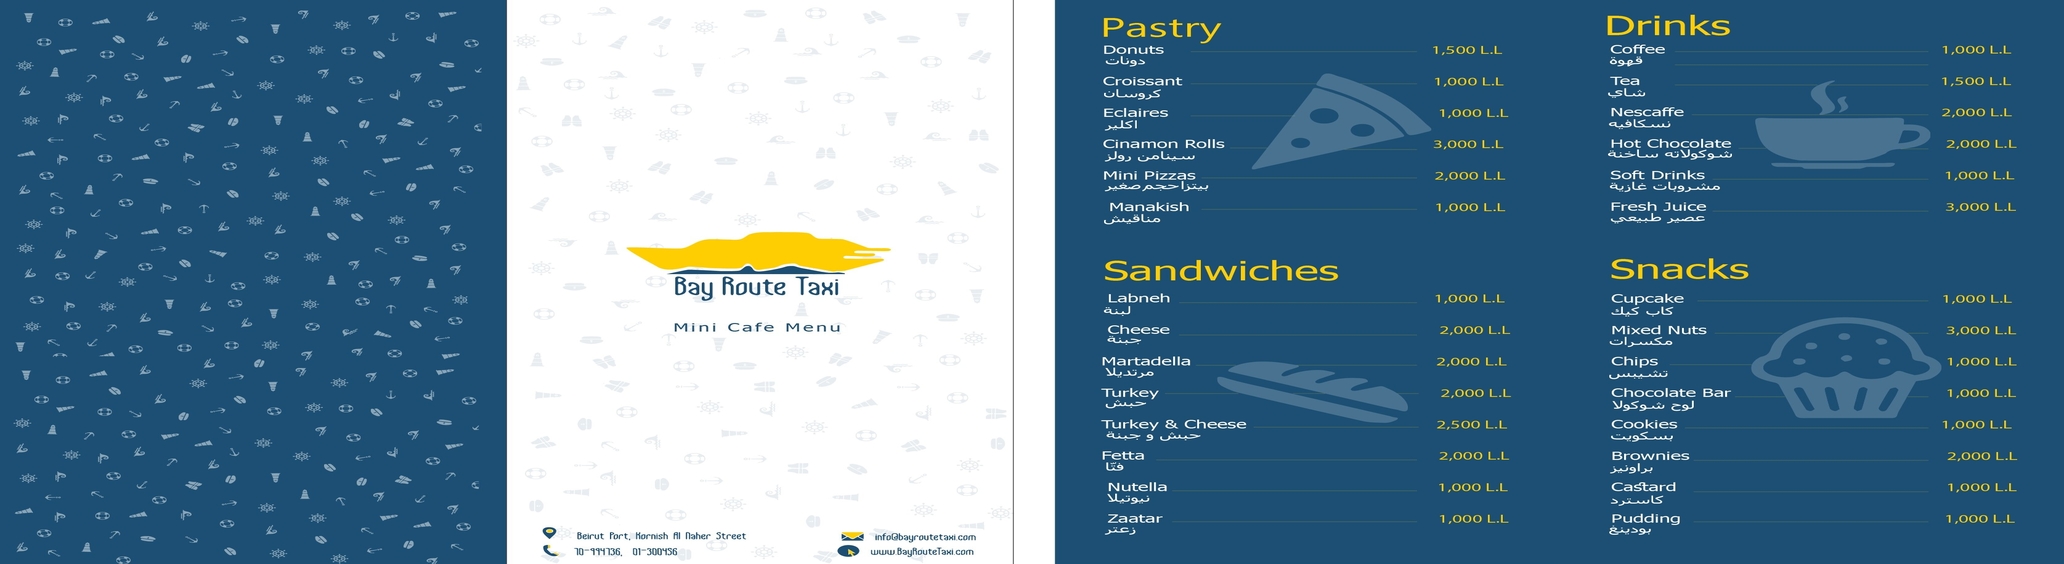 Bay Route Taxi
Mini Cafe Menu
Beirut Port, Kornish Al Naher Street
70-994736, 01-300456
info@bayroutetaxi.com
www.BayRouteTaxi.com
Pastry
Donuts 1,500 L.L
دونات
Croissant 1,000 L.L
كروسان
Eclaires 1,000 L.L
اكلير
Cinamon Rolls 3,000 L.L
سينامن رولز
Mini Pizzas 2,000 L.L
بيتزا حجم صغير
Manakish 1,000 L.L
مناقيش
Sandwiches
Labneh 1,000 L.L
لبنة
Cheese 2,000 L.L
جبنة
Martadella 2,000 L.L
مرتديلا
Turkey 2,000 L.L
حبش
Turkey & Cheese 2,500 L.L
حبش و جبنة
Fetta 2,000 L.L
فتّا
Nutella 1,000 L.L
نيوتيلا
Zaatar 1,000 L.L
زعتر
Drinks
Coffee 1,000 L.L
قهوة
Tea 1,500 L.L
شاي
Nescaffe 2,000 L.L
نسكافيه
Hot Chocolate 2,000 L.L
شوكولاته ساخنة
Soft Drinks 1,000 L.L
مشروبات غازية
Fresh Juice 3,000 L.L
عصير طبيعي
Snacks
Cupcake 1,000 L.L
كاب كيك
Mixed Nuts 3,000 L.L
مكسرات
Chips 1,000 L.L
تشيبس
Chocolate Bar 1,000 L.L
لوح شوكولا
Cookies 1,000 L.L
بسكويت
Brownies 2,000 L.L
براونيز
Castard 1,000 L.L
كاسترد
Pudding 1,000 L.L
بودينغ